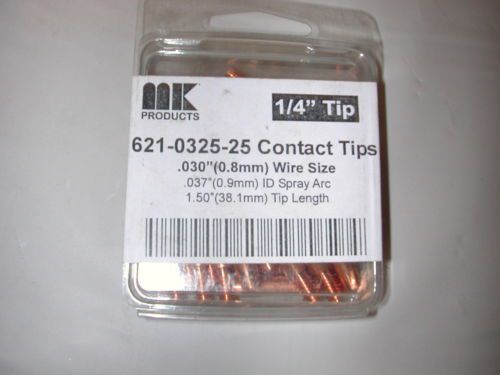 MK
PRODUCTS
1/4” Tip
621-0325-25 Contact Tips
.030”(0.8mm) Wire Size
.037”(0.9mm) ID Spray Arc
1.50”(38.1mm) Tip Length